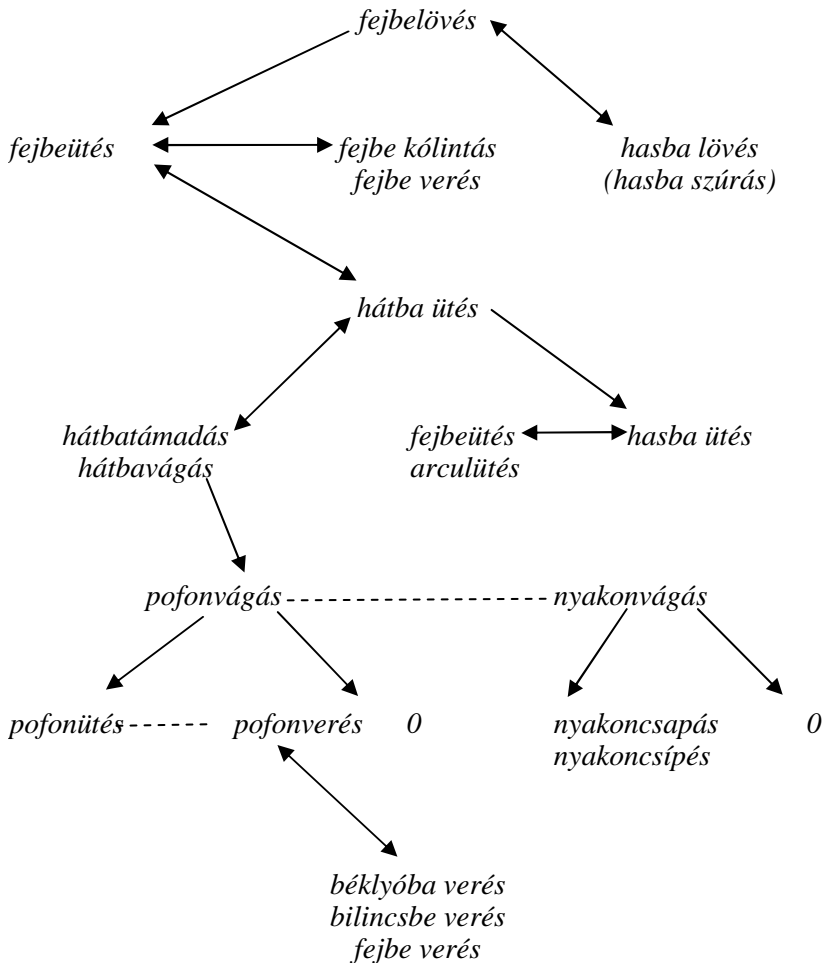 fejbelövés
fejbeütés fejbe kólintás hasba lövés
fejbe verés (hasba szúrás)
hátba ütés
hátbatámadás fejbeütés hasba ütés
hátbavágás arculütés
pofonvágás nyakonvágás
pofonütés pofonverés 0 nyakoncsapás 0
nyakoncsípés
béklyóba verés
bilincsbe verés
fejbe verés